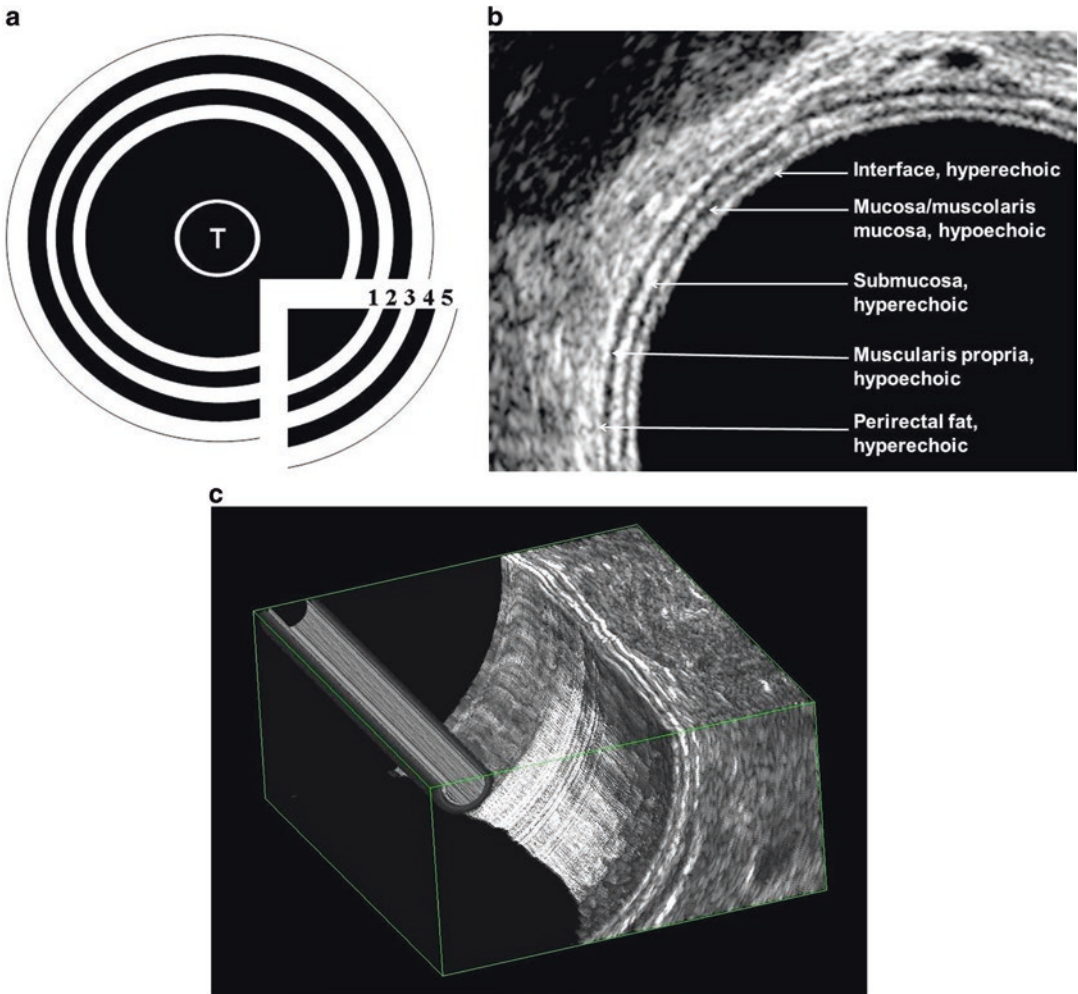 a
T
1 2 3 4 5
b
Interface, hyperechoic
Mucosa/muscolaris
mucosa, hypoechoic
Submucosa,
hyperechoic
Muscularis propria,
hypoechoic
Perirectal fat,
hyperechoic
c